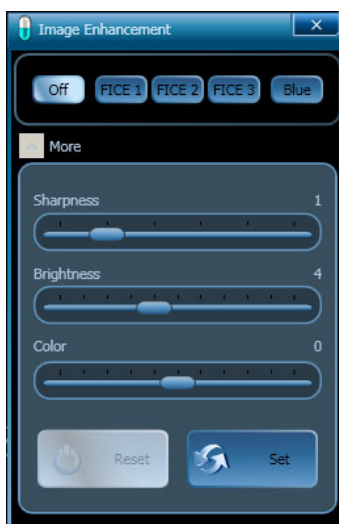 Image Enhancement
Off FICE 1 FICE 2 FICE 3 Blue
More
Sharpness 1
Brightness 4
Color 0
Reset Set